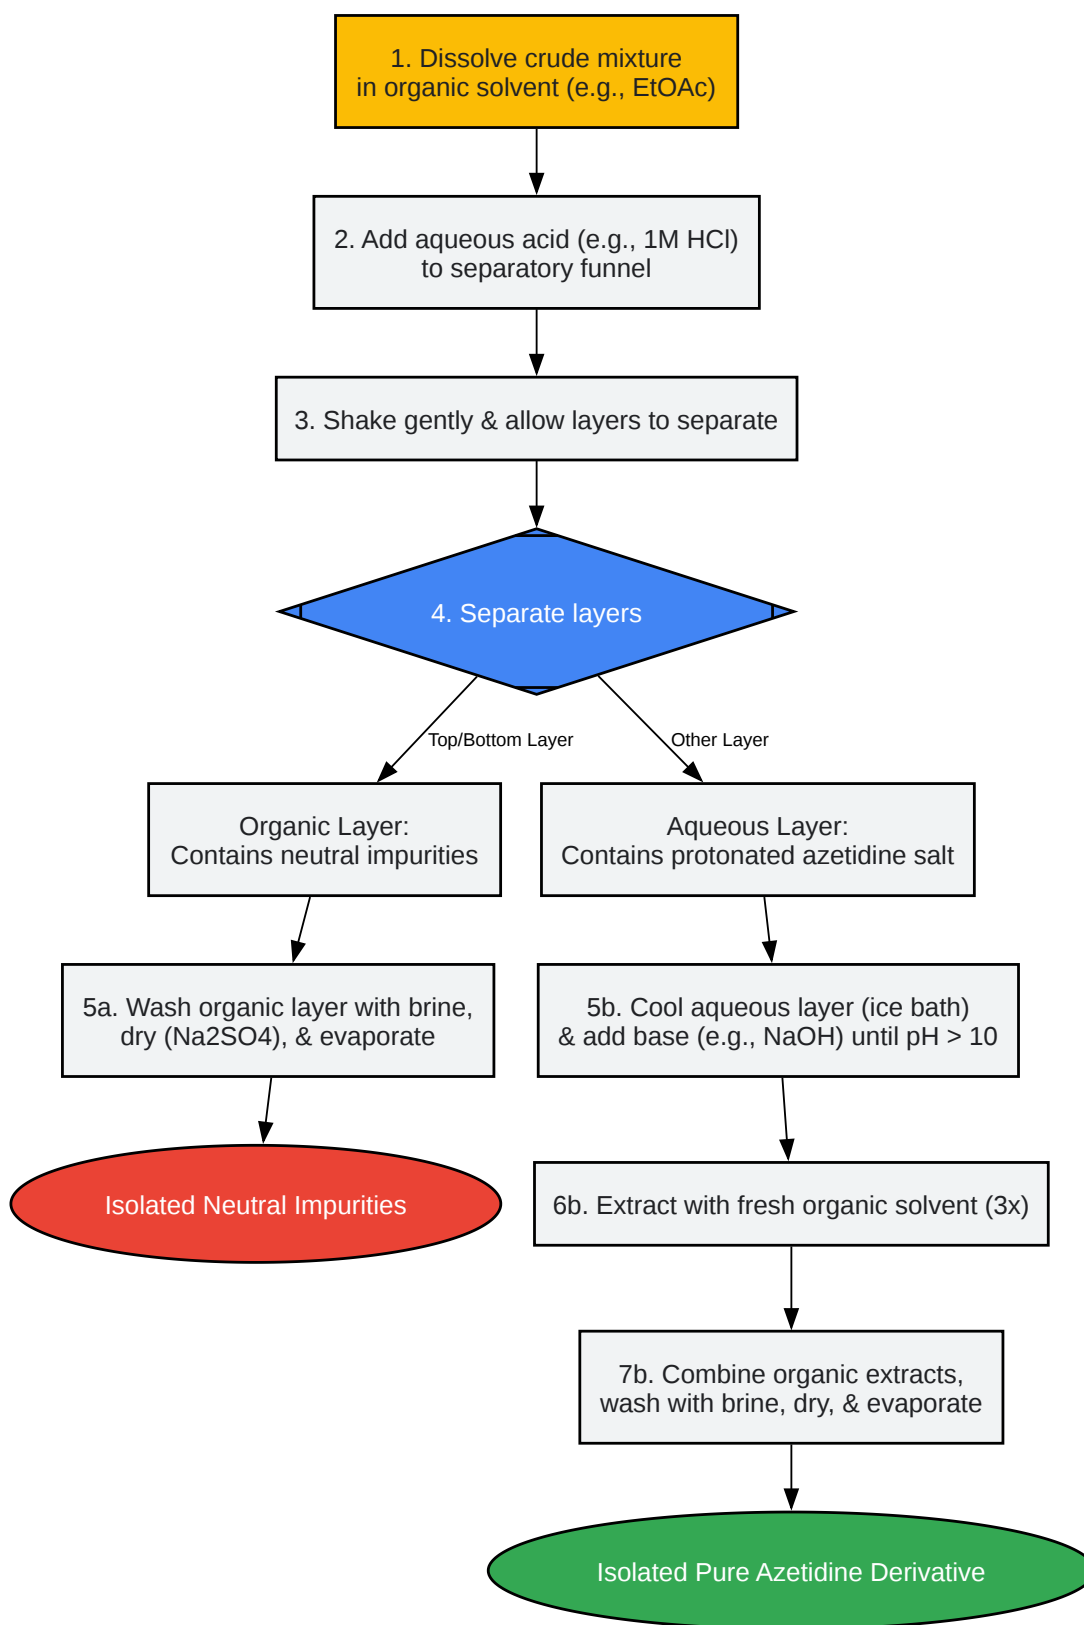 1. Dissolve crude mixture
in organic solvent (e.g., EtOAc)
2. Add aqueous acid (e.g., 1M HCl)
to separatory funnel
3. Shake gently & allow layers to separate
4. Separate layers
Top/Bottom Layer
Other Layer
Organic Layer:
Contains neutral impurities
Aqueous Layer:
Contains protonated azetidine salt
5a. Wash organic layer with brine,
dry (Na2SO4), & evaporate
5b. Cool aqueous layer (ice bath)
& add base (e.g., NaOH) until pH > 10
Isolated Neutral Impurities
6b. Extract with fresh organic solvent (3x)
7b. Combine organic extracts,
wash with brine, dry, & evaporate
Isolated Pure Azetidine Derivative